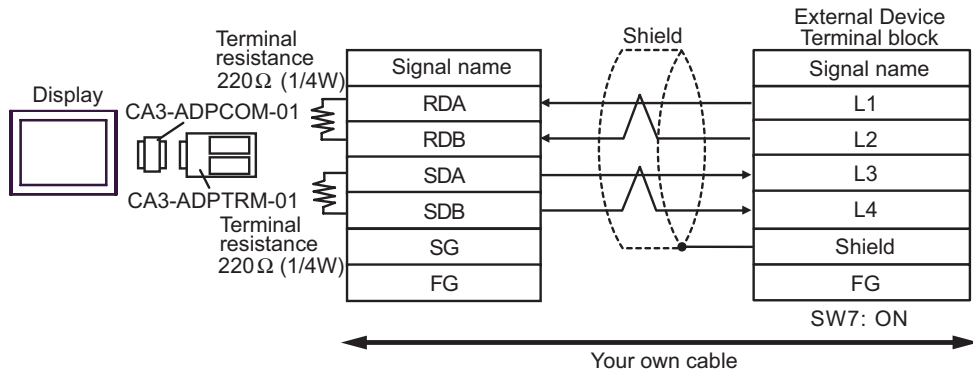 External Device
Terminal block
Shield
Terminal
resistance
220Ω (1/4W)
Display
CA3-ADPCOM-01
CA3-ADPTRM-01
Terminal
resistance
220Ω (1/4W)
Signal name
RDA
RDB
SDA
SDB
SG
FG
Signal name
L1
L2
L3
L4
Shield
FG
SW7: ON
Your own cable